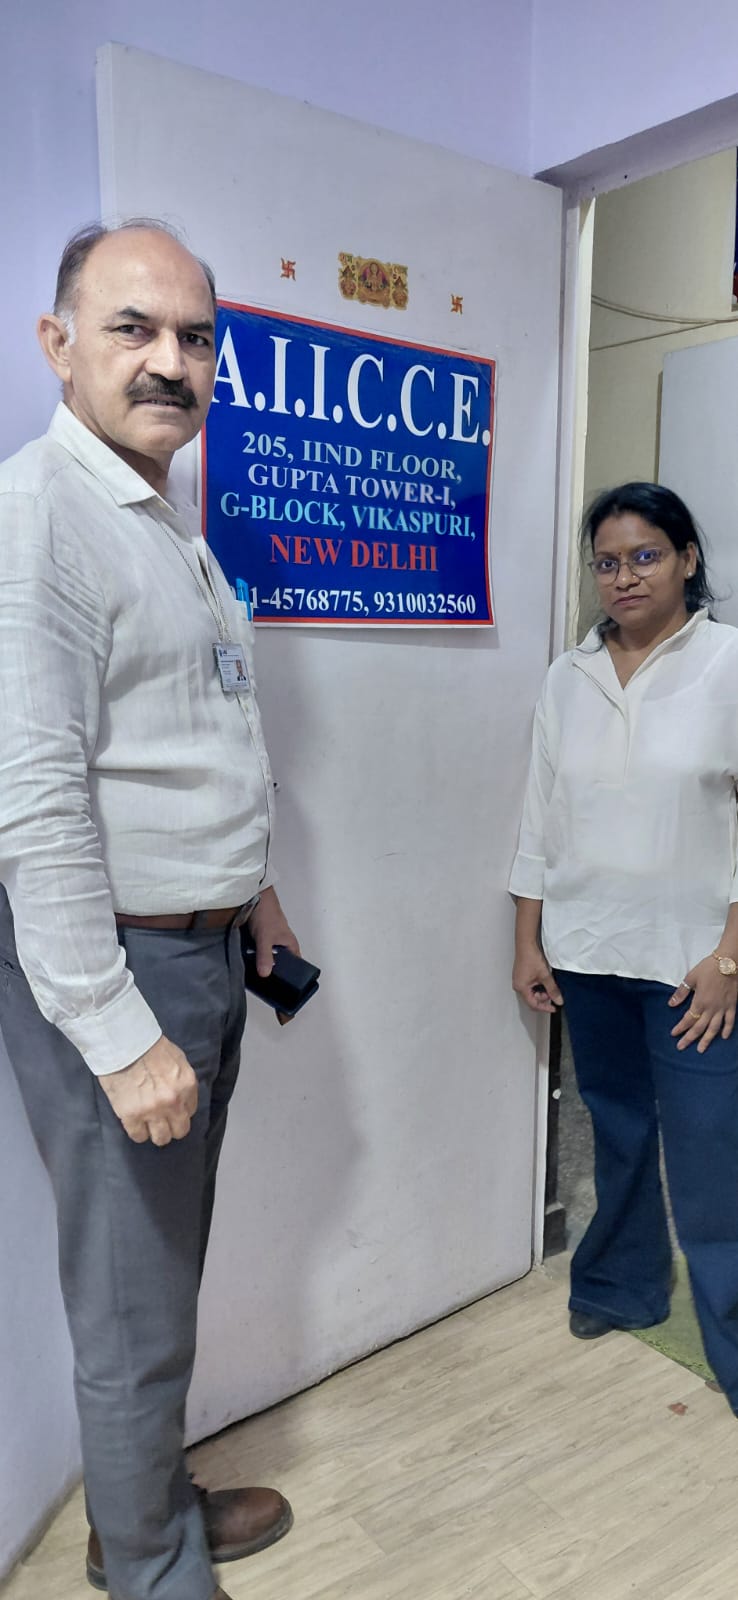 A.I.I.C.C.E.
205, IIND FLOOR,
GUPTA TOWER-I,
G-BLOCK, VIKASPURI,
NEW DELHI
1-45768775, 9310032560